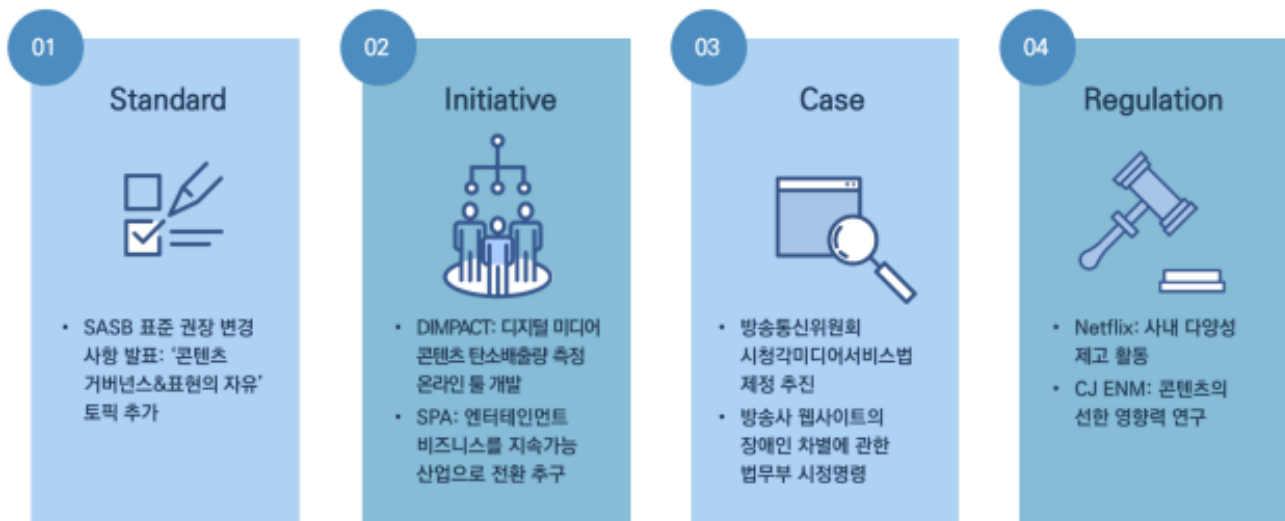 01
Standard
• SASB 표준 권장 변경
사항 발표: '콘텐츠
거버넌스&표현의 자유'
토픽 추가
02
Initiative
• DIMPACT: 디지털 미디어
콘텐츠 탄소배출량 측정
온라인 툴 개발
• SPA: 엔터테인먼트
비즈니스를 지속가능
산업으로 전환 추구
03
Case
• 방송통신위원회
시청각미디어서비스법
제정 추진
• 방송사 웹사이트의
장애인 차별에 관한
법무부 시정명령
04
Regulation
• Netflix: 사내 다양성
제고 활동
• CJ ENM: 콘텐츠의
선한 영향력 연구